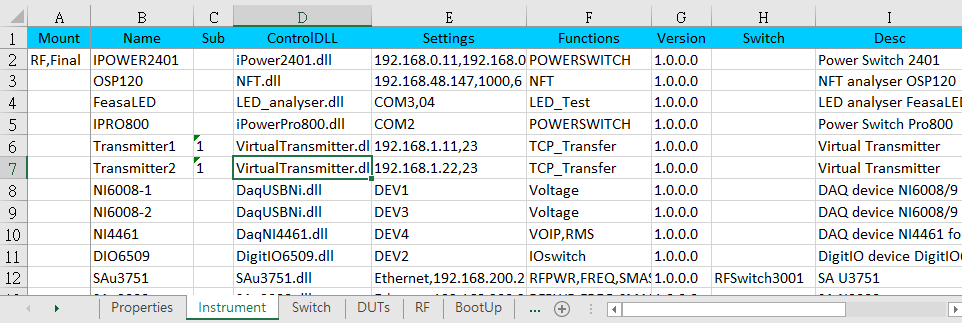 A B C D E F G H I
1 Mount Name Sub ControlDLL Settings Functions Version Switch Desc
2 RF,Final IPOWER2401 iPower2401.dll 192.168.0.11,192.168.0 POWERSWITCH 1.0.0.0 Power Switch 2401
3 OSP120 NFT.dll 192.168.48.147,1000,6 NFT 1.0.0.0 NFT analyser OSP120
4 FeasaLED LED_analyser.dll COM3,04 LED_Test 1.0.0.0 LED analyser FeasaLED
5 IPRO800 iPowerPro800.dll COM2 POWERSWITCH 1.0.0.0 Power Switch Pro800
6 Transmitter1 1 VirtualTransmitter.dl 192.168.1.11,23 TCP_Transfer 1.0.0.0 Virtual Transmitter
7 Transmitter2 1 VirtualTransmitter.dl 192.168.1.22,23 TCP_Transfer 1.0.0.0 Virtual Transmitter
8 NI6008-1 DaqUSBNi.dll DEV1 Voltage 1.0.0.0 DAQ device NI6008/9
9 NI6008-2 DaqUSBNi.dll DEV3 Voltage 1.0.0.0 DAQ device NI6008/9
10 NI4461 DaqNI4461.dll DEV4 VOIP,RMS 1.0.0.0 DAQ device NI4461 fo
11 DIO6509 DigitIO6509.dll DEV2 IOswitch 1.0.0.0 DigitIO device DigitIO
12 SAu3751 SAu3751.dll Ethernet,192.168.200.2 RFPWR,FREQ,SMAS 1.0.0.0 RFSwitch3001 SA U3751
Properties Instrument Switch DUTs RF BootUp ...